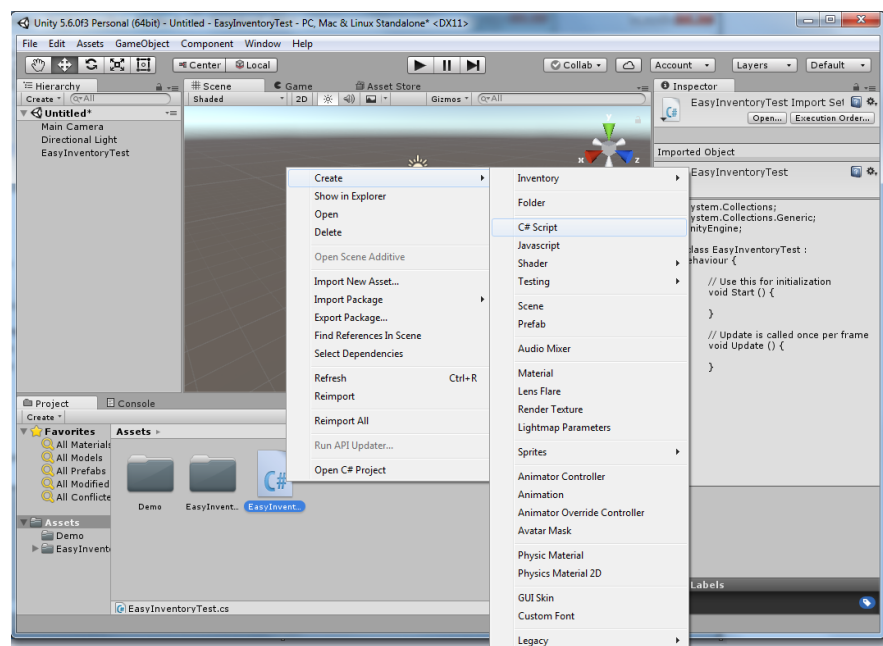 Unity 5.6.0f3 Personal (64bit) - Untitled - EasyInventoryTest - PC, Mac & Linux Standalone* <DX11>
File Edit Assets GameObject Component Window Help
Center Local Collab Account Layers Default
Hierarchy
Create All
Untitled*
Main Camera
Directional Light
EasyInventoryTest
Scene Game Asset Store
Shaded 2D Gizmos All
x z
Inspector
EasyInventoryTest Import Set
C#
Open... Execution Order...
Imported Object
EasyInventoryTest
ystem.Collections;
ystem.Collections.Generic;
nityEngine;
lass EasyInventoryTest :
ehaviour {
// Use this for initialization
void Start () {
}
// Update is called once per frame
void Update () {
}
Create
Show in Explorer
Open
Delete
Open Scene Additive
Import New Asset...
Import Package
Export Package...
Find References In Scene
Select Dependencies
Refresh Ctrl+R
Reimport
Reimport All
Run API Updater...
Open C# Project
Inventory
Folder
C# Script
Javascript
Shader
Testing
Scene
Prefab
Audio Mixer
Material
Lens Flare
Render Texture
Lightmap Parameters
Sprites
Animator Controller
Animation
Animator Override Controller
Avatar Mask
Physic Material
Physics Material 2D
GUI Skin
Custom Font
Legacy
Project Console
Create
Favorites
All Materials
All Models
All Prefabs
All Modified
All Conflicte
Assets
Demo
EasyInvent
Assets
C#
Demo EasyInvent.. EasyInvent..
EasyInventoryTest.cs
Labels